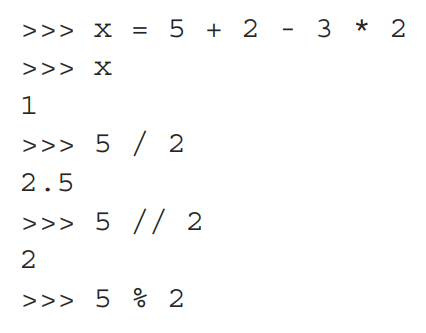 >>> x = 5 + 2 - 3 * 2
>>> x
1
>>> 5 / 2
2.5
>>> 5 // 2
2
>>> 5 % 2